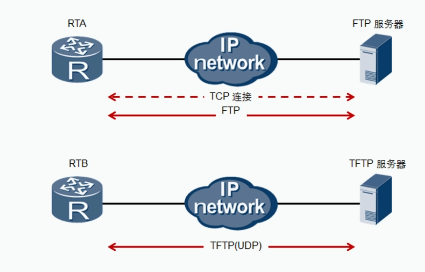 RTA
FTP 服务器
R
IP
network
TCP 连接
FTP
RTB
TFTP 服务器
R
IP
network
TFTP(UDP)